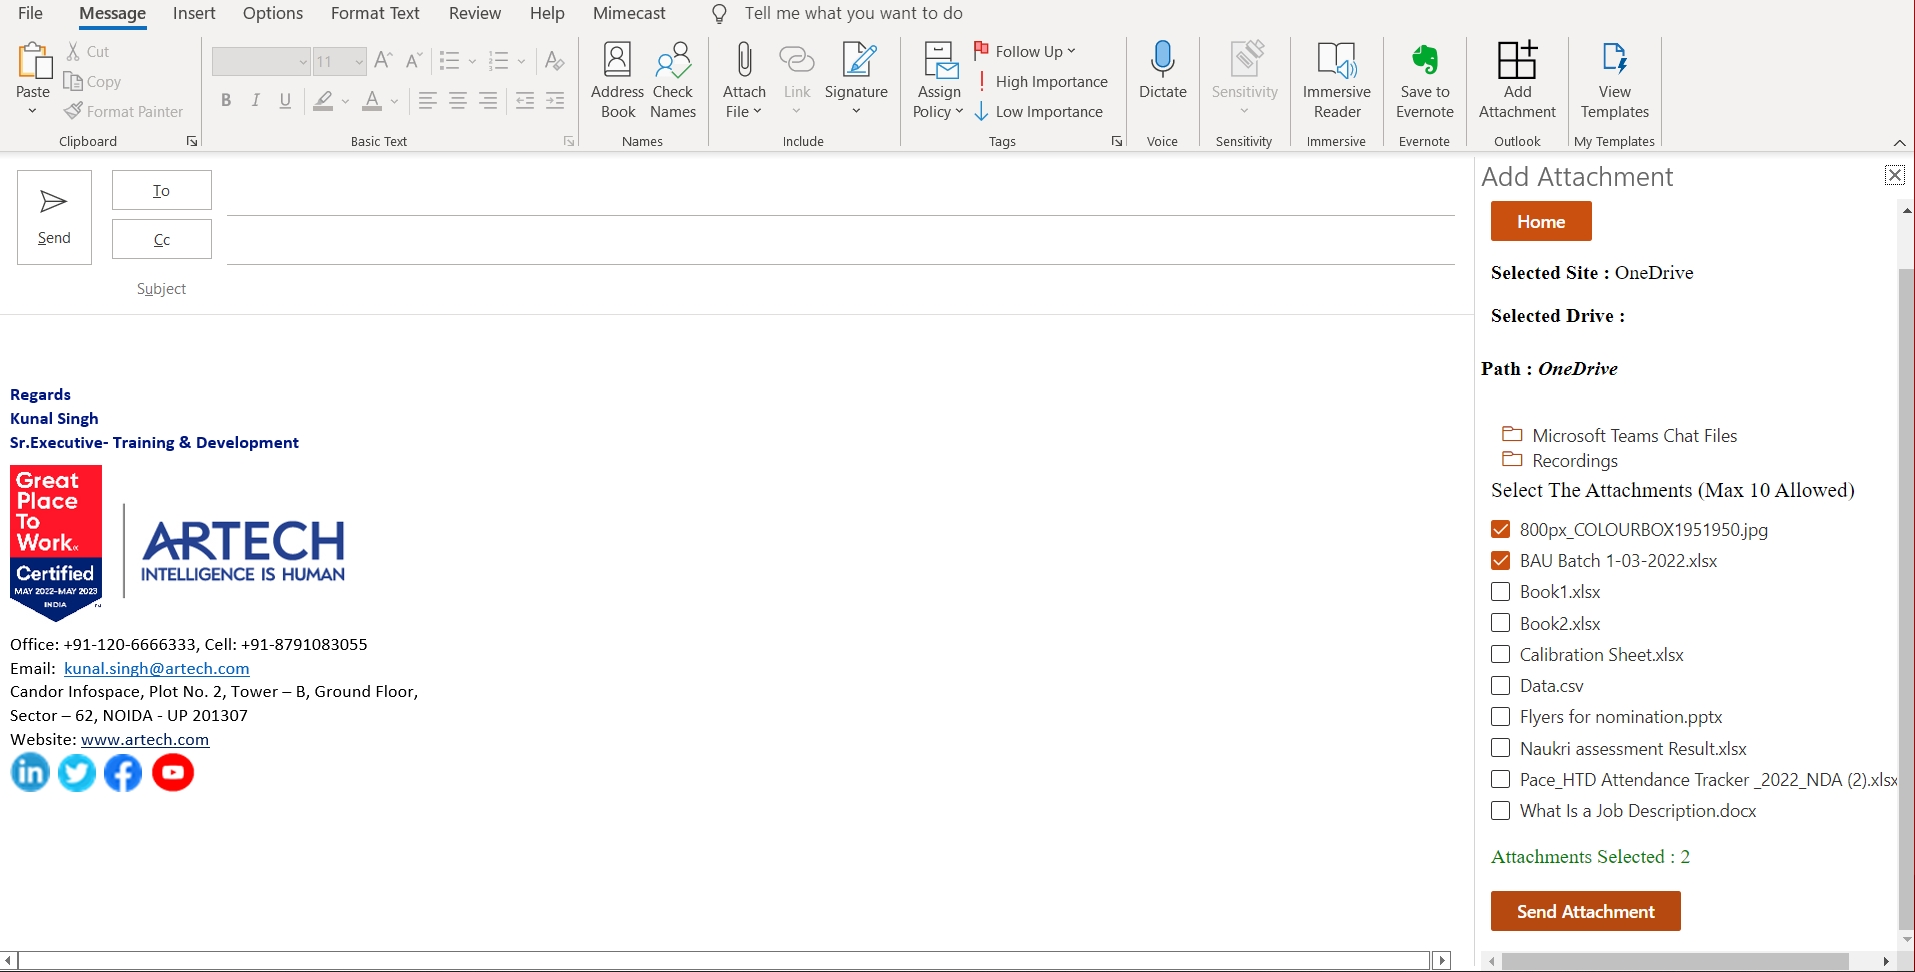 File Message Insert Options Format Text Review Help Mimecast Tell me what you want to do
Paste
Cut
Copy
Format Painter
Clipboard
11
B I U
A
Basic Text
Address Book
Check Names
Names
Attach File
Link
Signature
Include
Assign Policy
Follow Up
High Importance
Low Importance
Tags
Dictate
Voice
Sensitivity
Sensitivity
Immersive Reader
Immersive
Save to Evernote
Evernote
Add Attachment
Outlook
View Templates
My Templates
Send
To
Cc
Subject
Regards
Kunal Singh
Sr.Executive- Training & Development
Great
Place
To
Work.
Certified
MAY 2022-MAY 2023
INDIA
ARTECH
INTELLIGENCE IS HUMAN
Office: +91-120-6666333, Cell: +91-8791083055
Email: kunal.singh@artech.com
Candor Infospace, Plot No. 2, Tower – B, Ground Floor,
Sector – 62, NOIDA - UP 201307
Website: www.artech.com
in
Add Attachment
Home
Selected Site : OneDrive
Selected Drive :
Path : OneDrive
Microsoft Teams Chat Files
Recordings
Select The Attachments (Max 10 Allowed)
800px_COLOURBOX1951950.jpg
BAU Batch 1-03-2022.xlsx
Book1.xlsx
Book2.xlsx
Calibration Sheet.xlsx
Data.csv
Flyers for nomination.pptx
Naukri assessment Result.xlsx
Pace_HTD Attendance Tracker _2022_NDA (2).xlsx
What Is a Job Description.docx
Attachments Selected : 2
Send Attachment